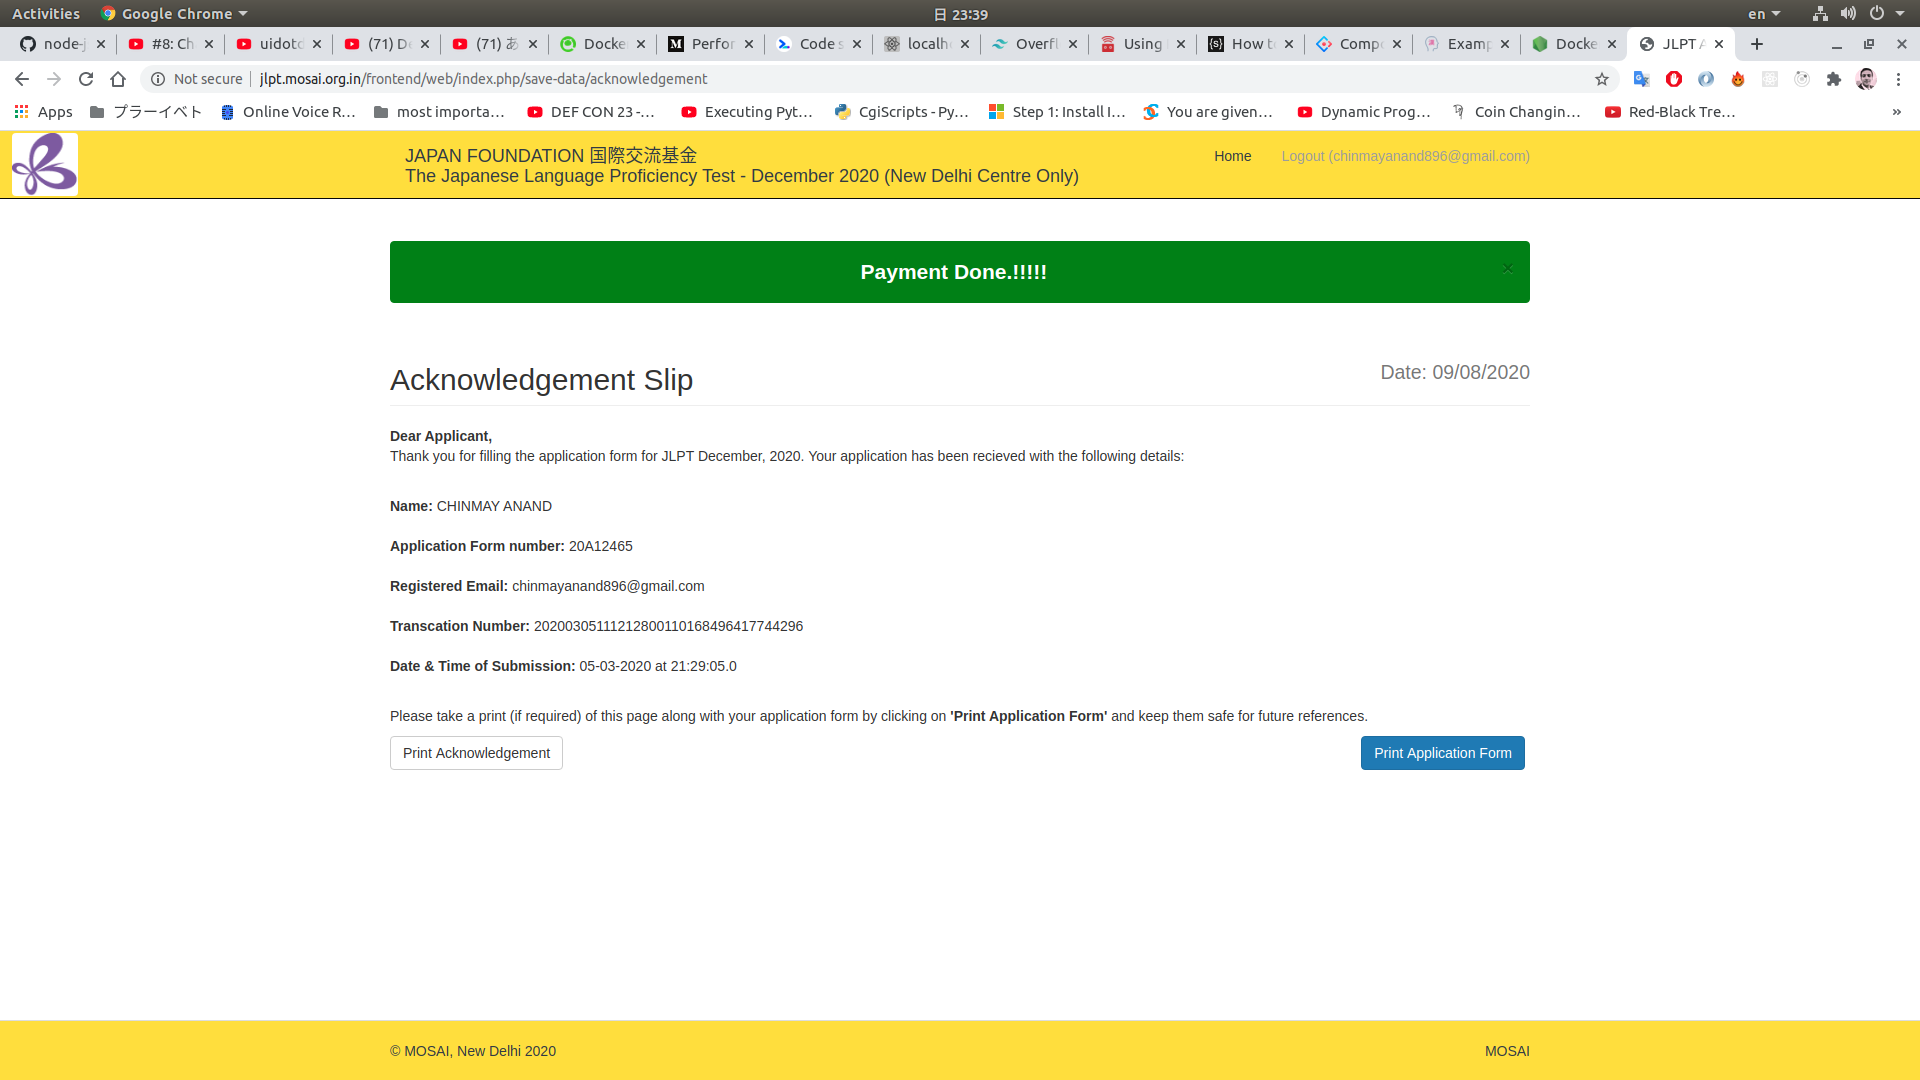 Activities
Google Chrome
日 23:39
en
node-j
#8: Ch
uidotd
(71) De
(71) あ
Docke
Perfor
Code s
localho
Overfl
Using
How to
Compo
Examp
Docke
JLPT A
Not secure
jlpt.mosai.org.in/frontend/web/index.php/save-data/acknowledgement
Apps
プラーイベト
Online Voice R...
most importa...
DEF CON 23 -...
Executing Pyt...
CgiScripts - Py...
Step 1: Install I...
You are given...
Dynamic Prog...
Coin Changin...
Red-Black Tre...
»
JAPAN FOUNDATION 国際交流基金
The Japanese Language Proficiency Test - December 2020 (New Delhi Centre Only)
Home
Logout (chinmayanand896@gmail.com)
Payment Done.!!!!!
×
Acknowledgement Slip
Date: 09/08/2020
Dear Applicant,
Thank you for filling the application form for JLPT December, 2020. Your application has been recieved with the following details:
Name: CHINMAY ANAND
Application Form number: 20A12465
Registered Email: chinmayanand896@gmail.com
Transcation Number: 20200305111212800110168496417744296
Date & Time of Submission: 05-03-2020 at 21:29:05.0
Please take a print (if required) of this page along with your application form by clicking on 'Print Application Form' and keep them safe for future references.
Print Acknowledgement
Print Application Form
© MOSAI, New Delhi 2020
MOSAI